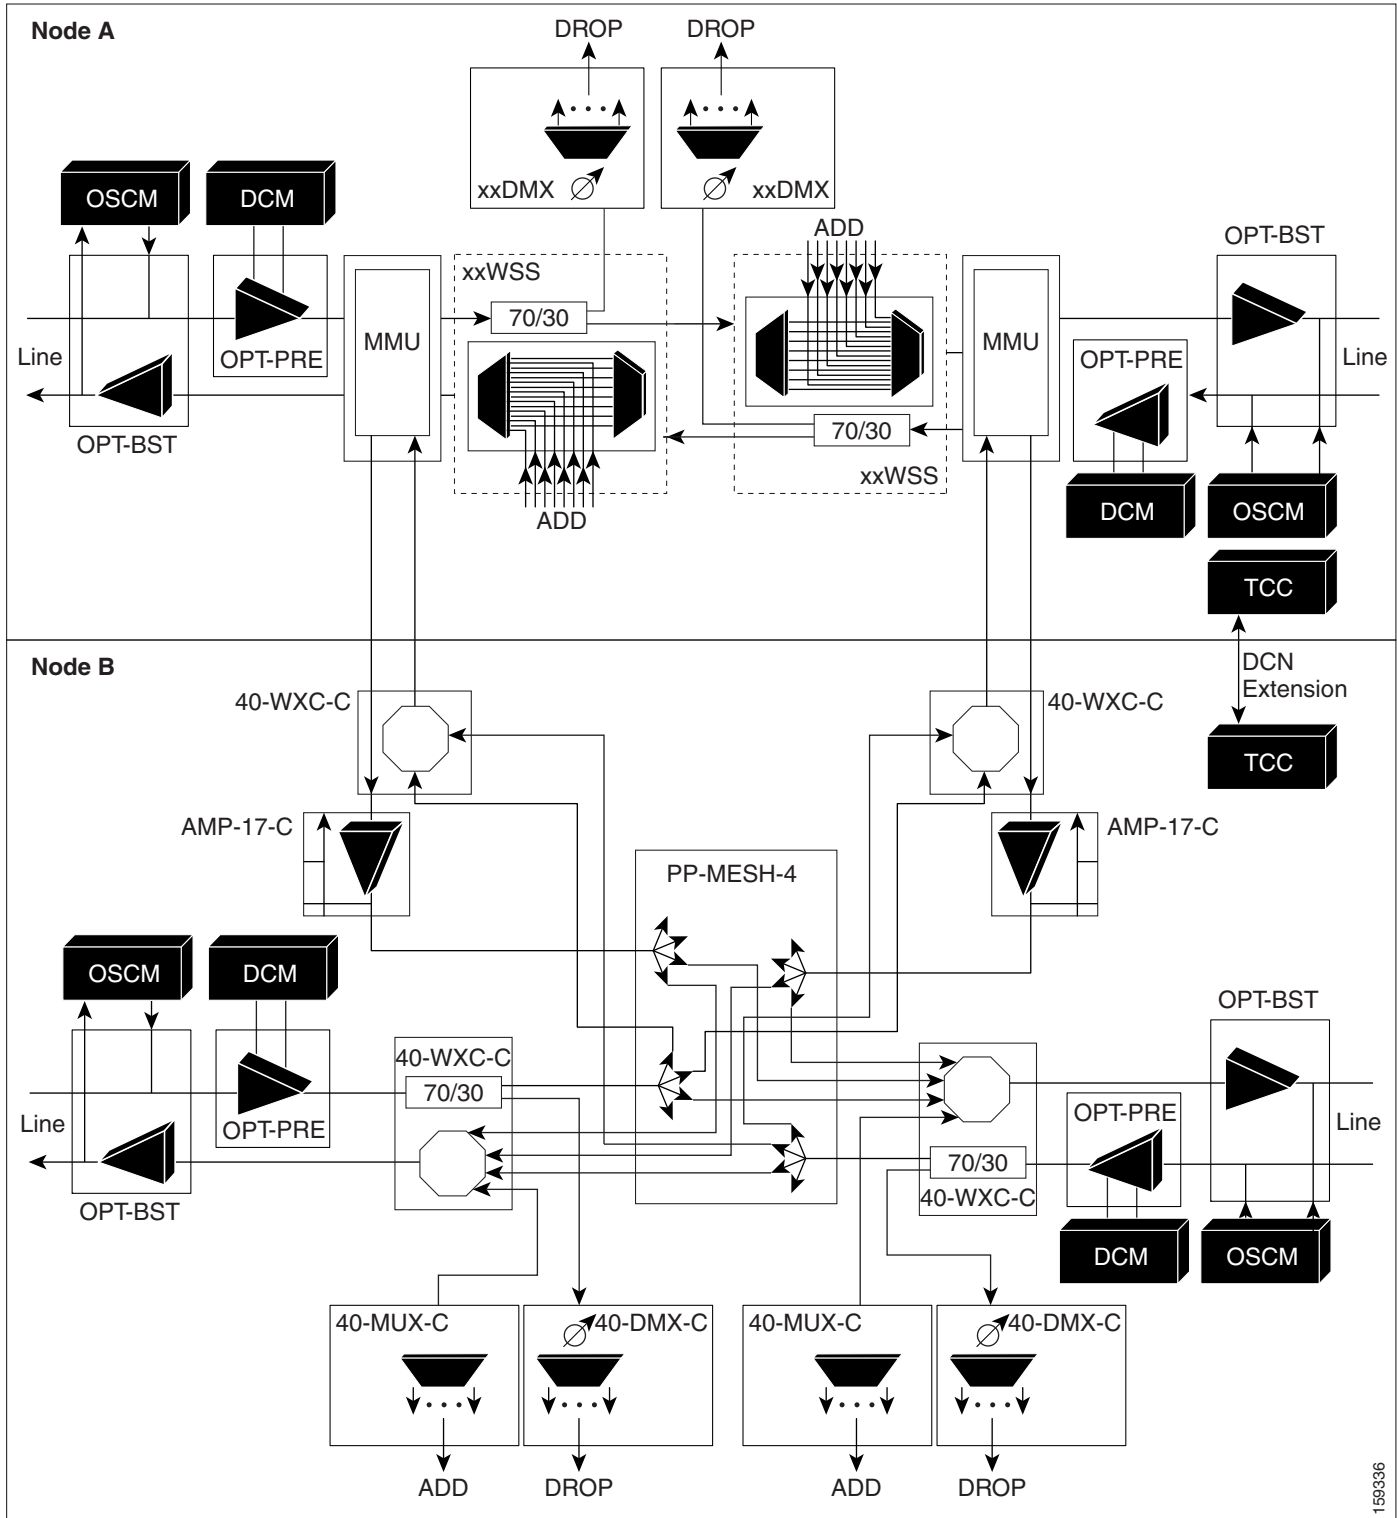 Node A
DROP
DROP
xxDMX
xxDMX
OSCM
DCM
ADD
OPT-BST
xxWSS
70/30
MMU
MMU
Line
OPT-PRE
OPT-PRE
Line
OPT-BST
70/30
xxWSS
ADD
DCM
OSCM
TCC
Node B
DCN
Extension
40-WXC-C
40-WXC-C
TCC
AMP-17-C
AMP-17-C
PP-MESH-4
OSCM
DCM
OPT-BST
40-WXC-C
70/30
OPT-PRE
OPT-PRE
Line
Line
70/30
40-WXC-C
OPT-BST
DCM
OSCM
40-MUX-C
40-DMX-C
40-MUX-C
40-DMX-C
ADD
DROP
ADD
DROP
159336